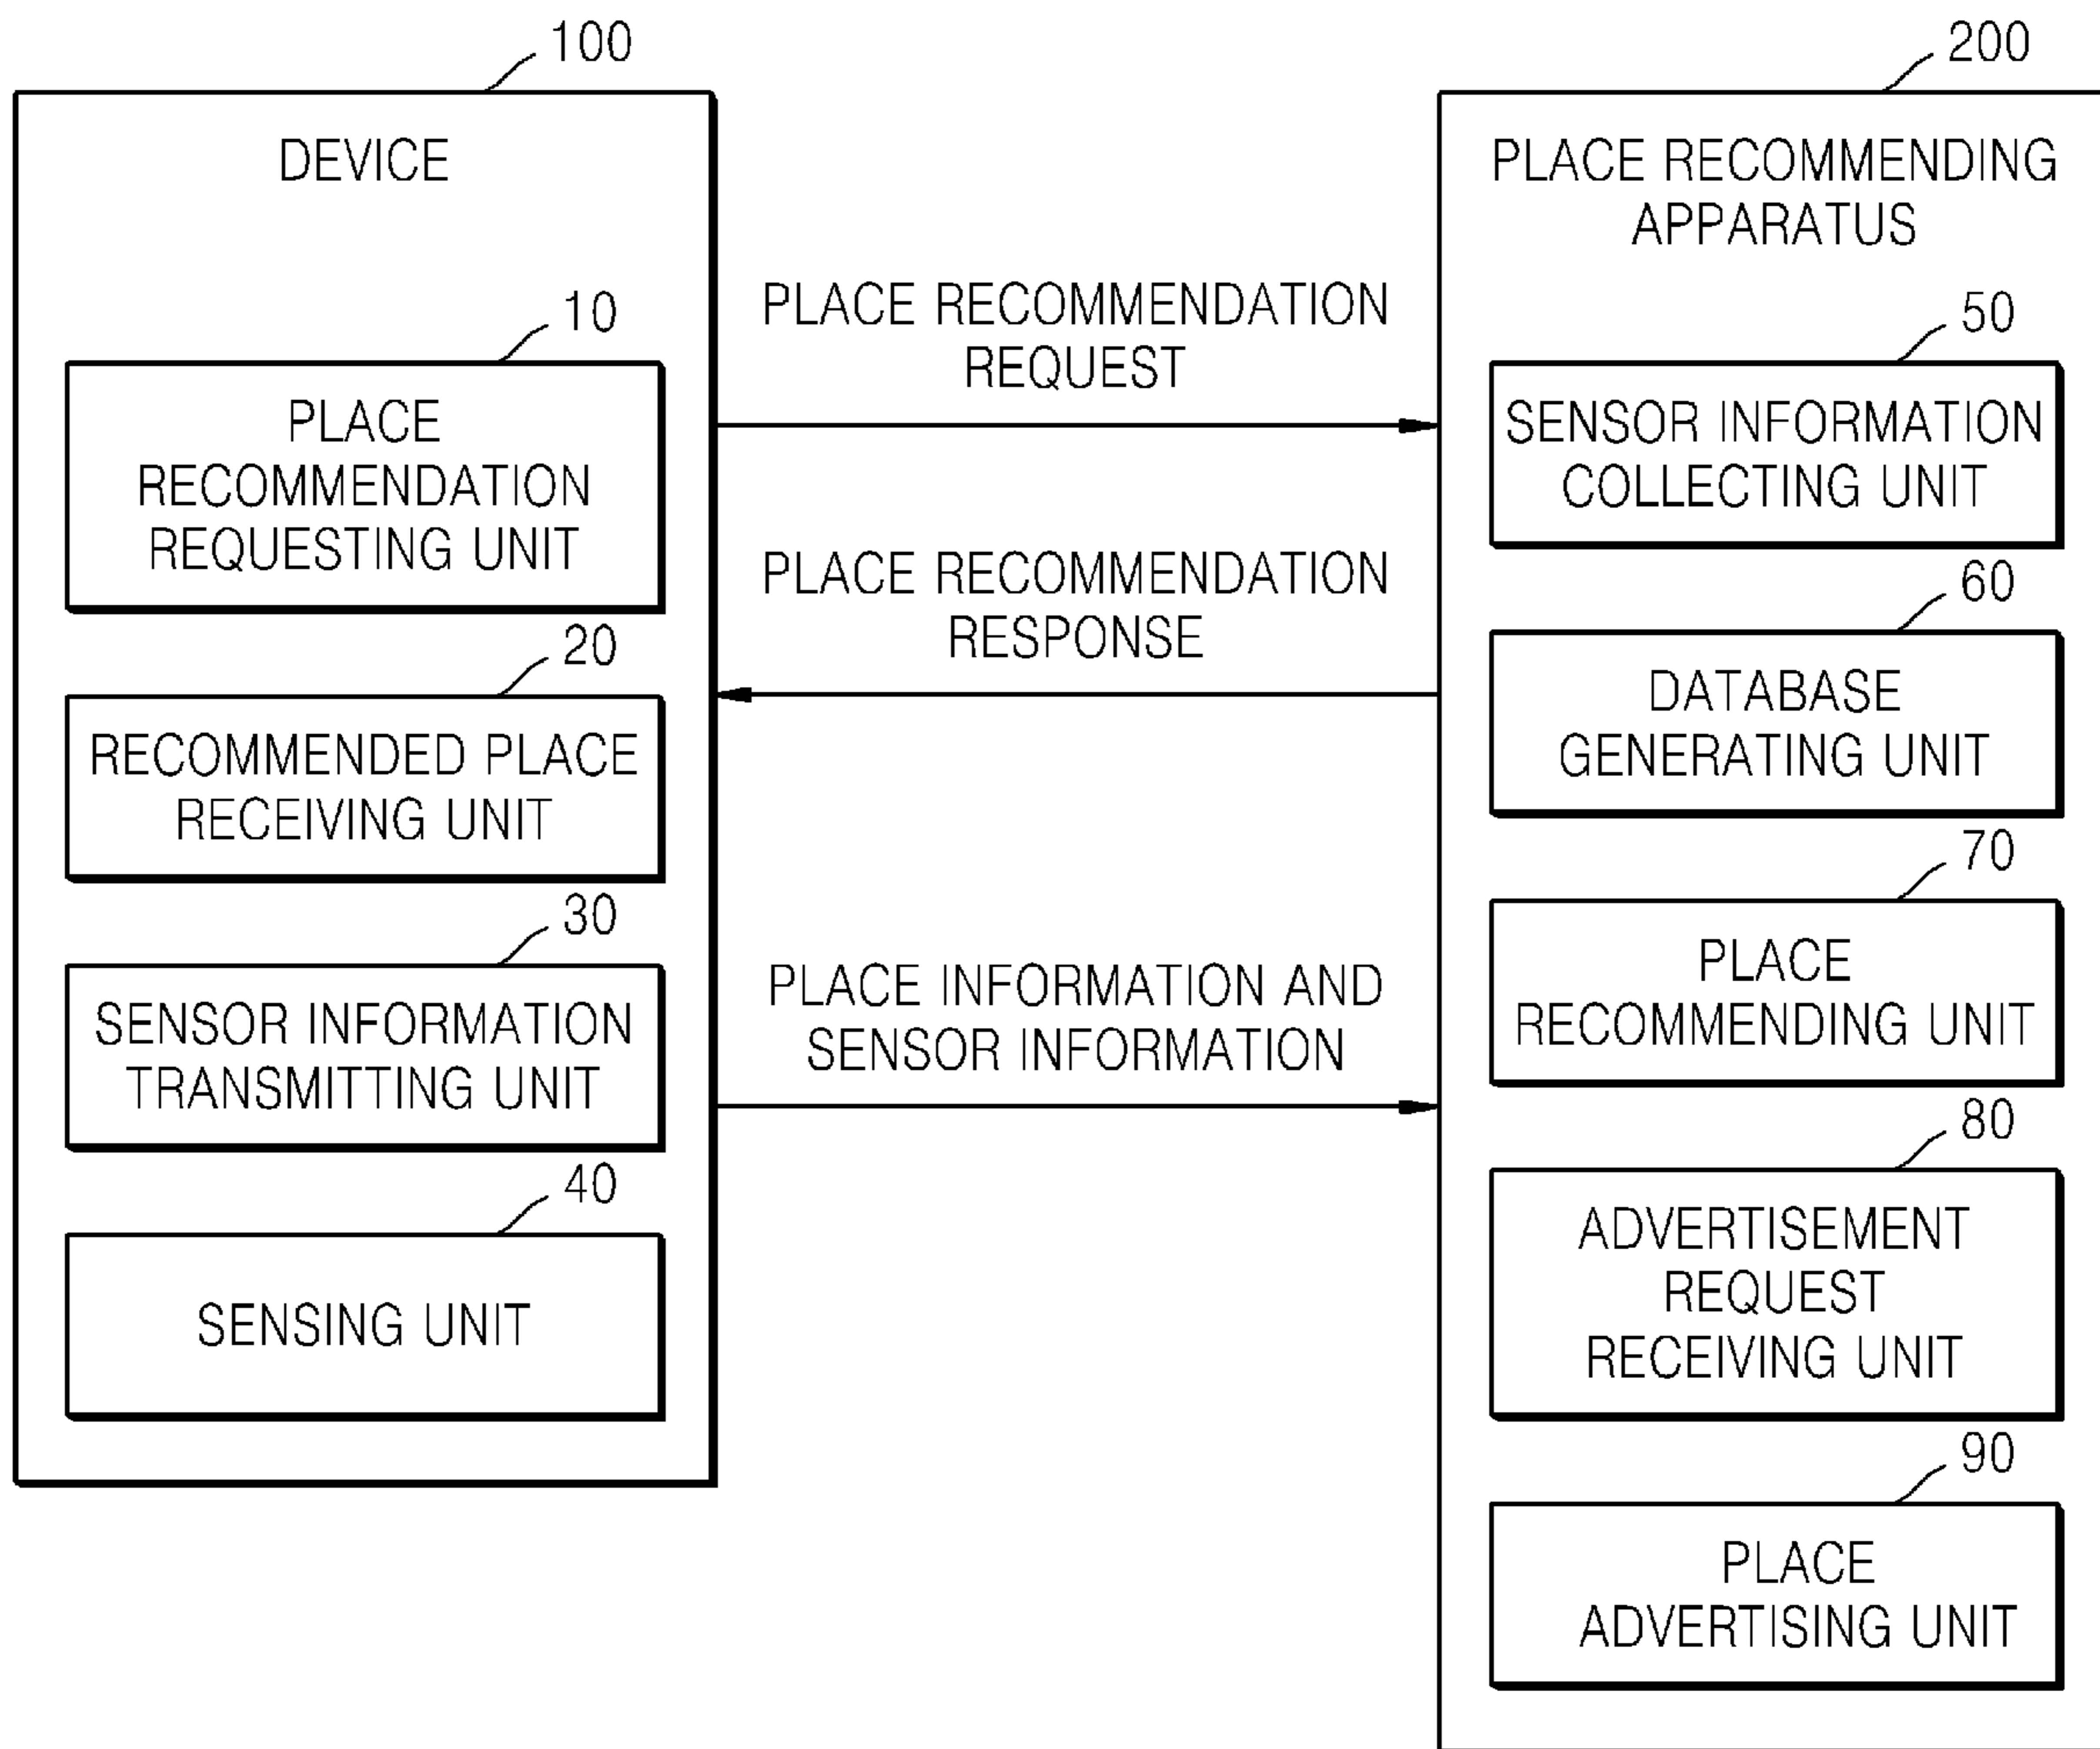 100
DEVICE
10
PLACE
RECOMMENDATION
REQUESTING UNIT
20
RECOMMENDED PLACE
RECEIVING UNIT
30
SENSOR INFORMATION
TRANSMITTING UNIT
40
SENSING UNIT
PLACE RECOMMENDATION
REQUEST
PLACE RECOMMENDATION
RESPONSE
PLACE INFORMATION AND
SENSOR INFORMATION
200
PLACE RECOMMENDING
APPARATUS
50
SENSOR INFORMATION
COLLECTING UNIT
60
DATABASE
GENERATING UNIT
70
PLACE
RECOMMENDING UNIT
80
ADVERTISEMENT
REQUEST
RECEIVING UNIT
90
PLACE
ADVERTISING UNIT